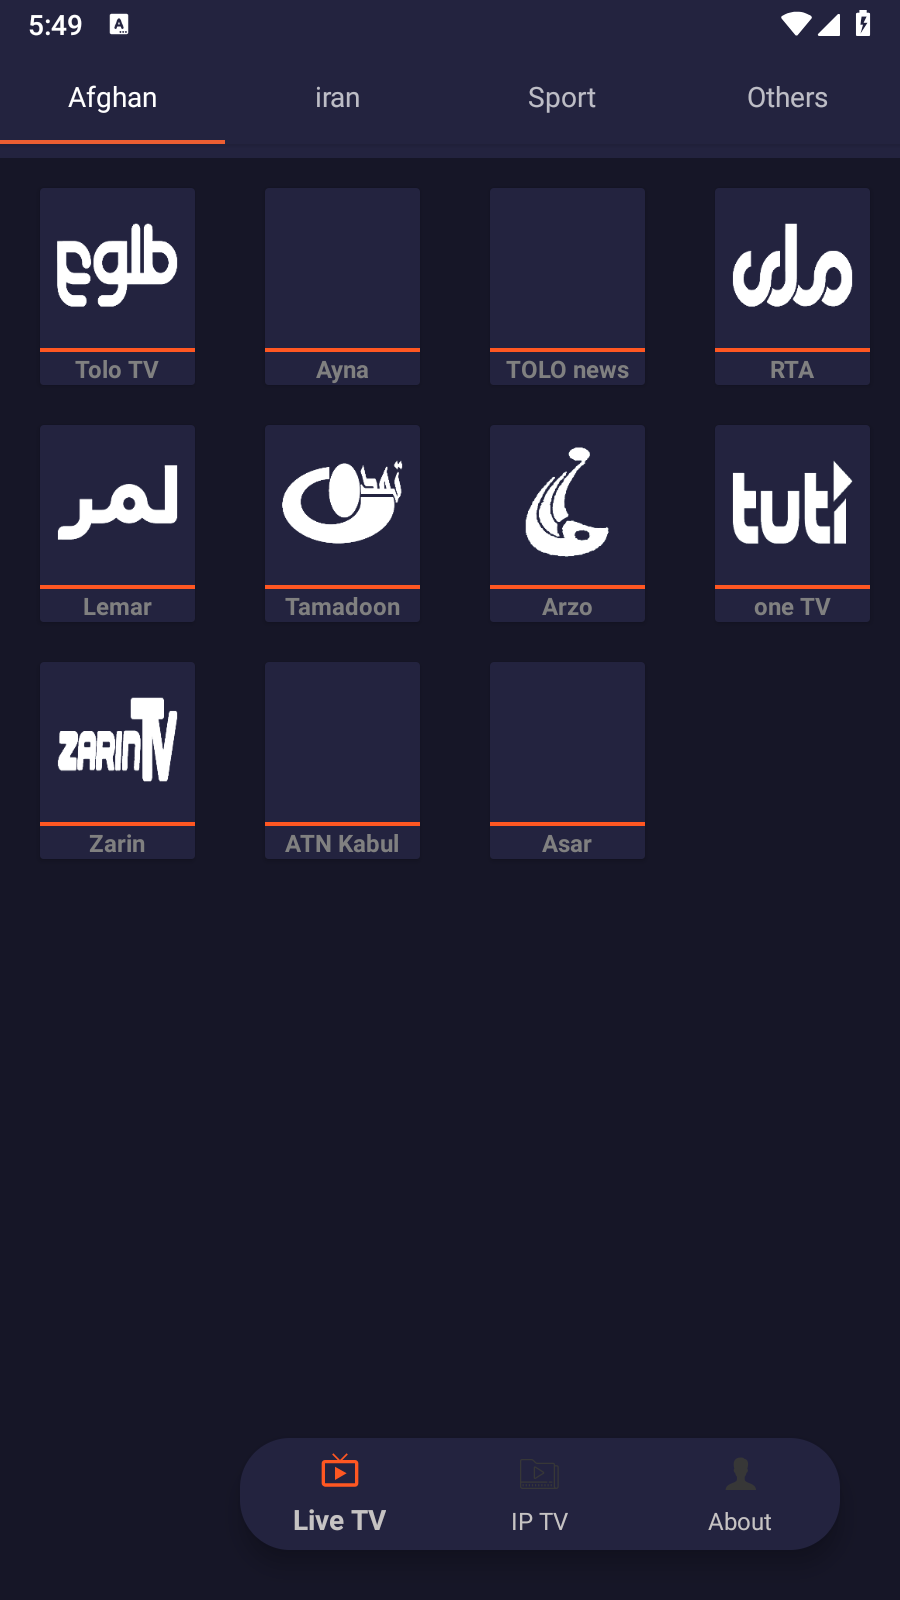 5:49
Afghan iran Sport Others
طلوع
ملی
Tolo TV Ayna TOLO news RTA
لمر
تمدن
tuti
Lemar Tamadoon Arzo one TV
ZARIN TV
Zarin ATN Kabul Asar
Live TV IP TV About